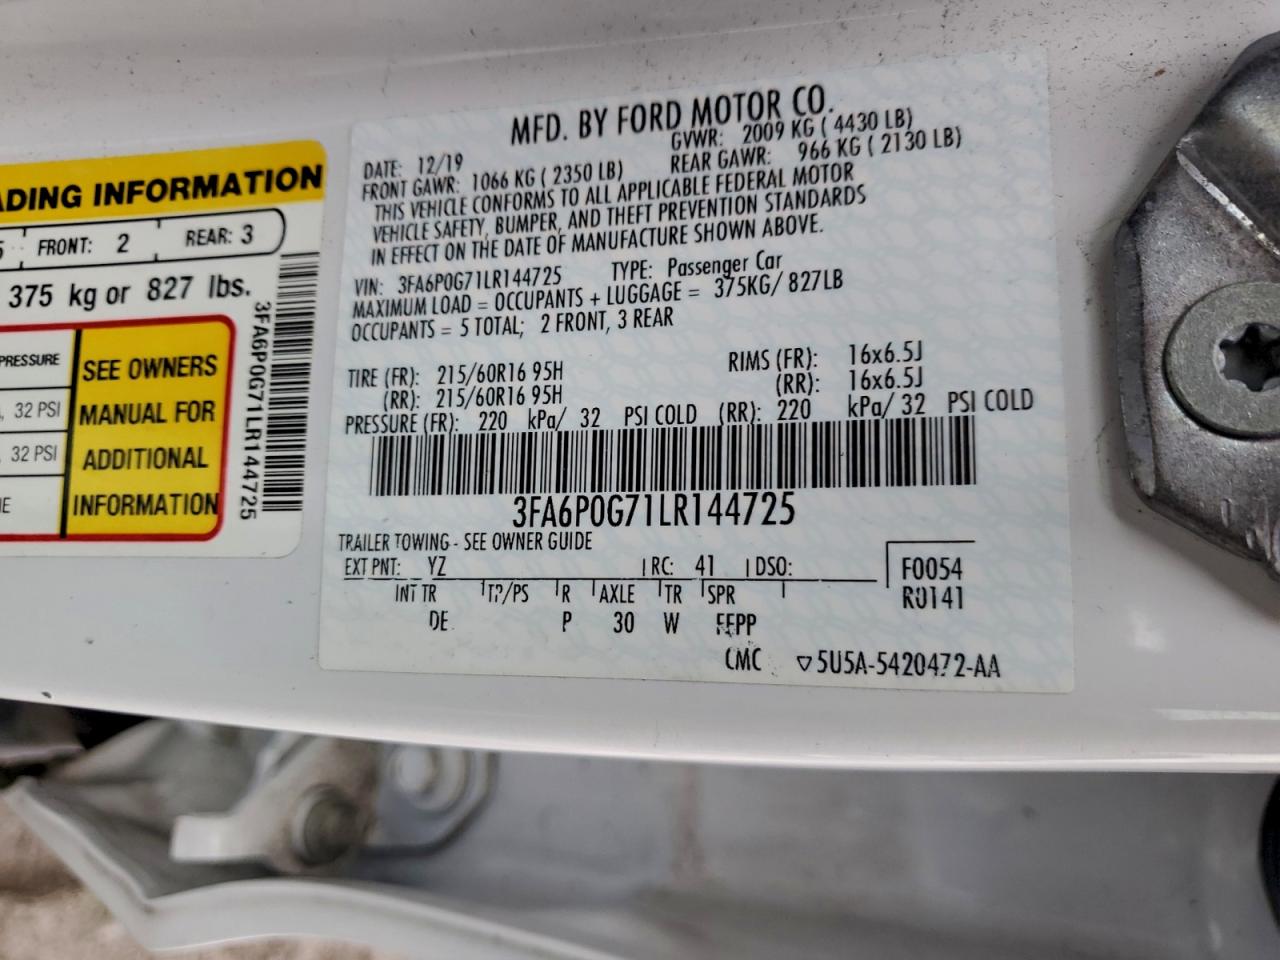 ADING INFORMATION
5 FRONT: 2 REAR: 3
375 kg or 827 lbs.
PRESSURE
32 PSI
32 PSI
SEE OWNERS
MANUAL FOR
ADDITIONAL
INFORMATION
3FA6P0G71LR144725
MFD. BY FORD MOTOR CO.
DATE: 12/19 GVWR: 2009 KG ( 4430 LB)
FRONT GAWR: 1066 KG ( 2350 LB) REAR GAWR: 966 KG ( 2130 LB)
THIS VEHICLE CONFORMS TO ALL APPLICABLE FEDERAL MOTOR
VEHICLE SAFETY, BUMPER, AND THEFT PREVENTION STANDARDS
IN EFFECT ON THE DATE OF MANUFACTURE SHOWN ABOVE.
VIN: 3FA6P0G71LR144725 TYPE: Passenger Car
MAXIMUM LOAD = OCCUPANTS + LUGGAGE = 375KG/ 827LB
OCCUPANTS = 5 TOTAL; 2 FRONT, 3 REAR
TIRE (FR): 215/60R16 95H RIMS (FR): 16x6.5J
(RR): 215/60R16 95H (RR): 16x6.5J
PRESSURE (FR): 220 kPa/ 32 PSI COLD (RR): 220 kPa/ 32 PSI COLD
3FA6P0G71LR144725
TRAILER TOWING - SEE OWNER GUIDE
EXT PNT: YZ RC: 41 DSO: F0054
INT TR TP/PS R AXLE TR SPR R0141
DE P 30 W FFPP
CMC ▽5U5A-5420472-AA